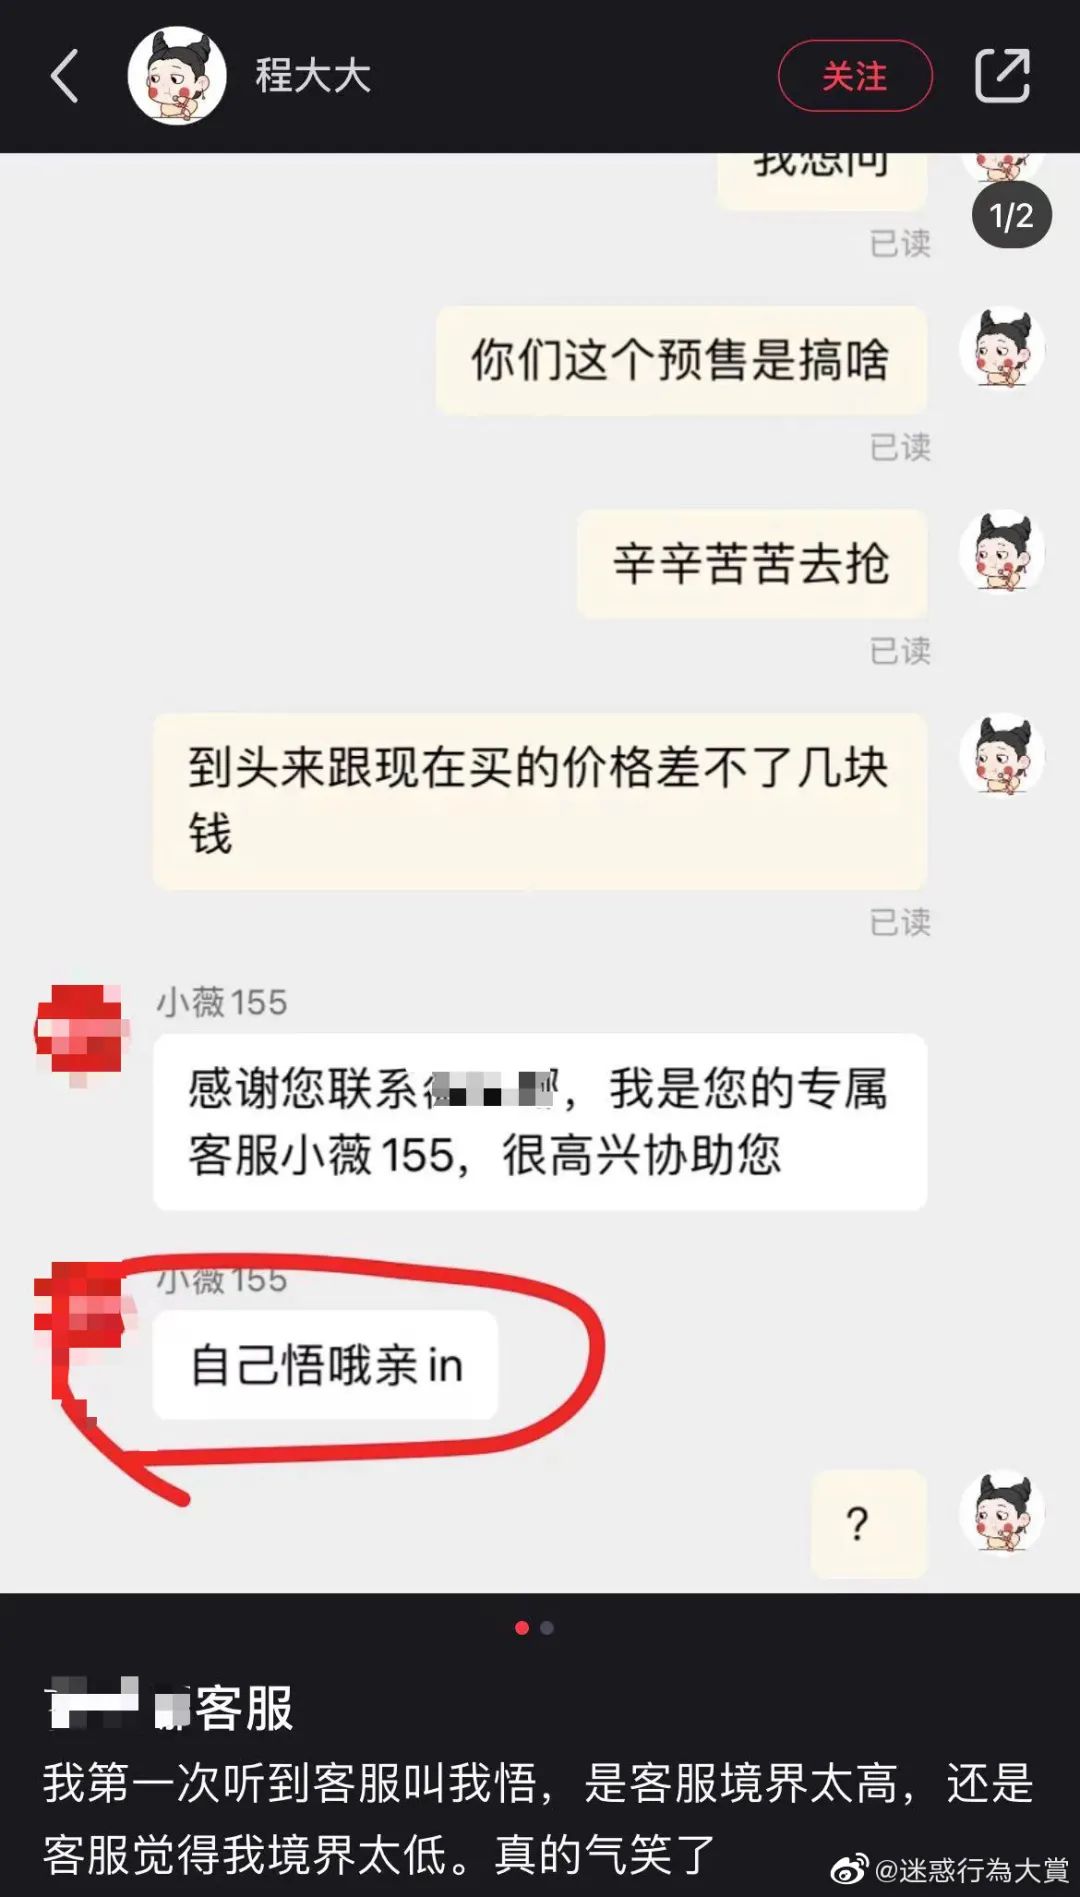 程大大
关注
我想问
1/2
已读
你们这个预售是搞啥
已读
辛辛苦苦去抢
已读
到头来跟现在买的价格差不了几块
钱
已读
小薇155
感谢您联系，我是您的专属
客服小薇155，很高兴协助您
小薇155
自己悟哦亲in
?
客服
我第一次听到客服叫我悟，是客服境界太高，还是
客服觉得我境界太低。真的气笑了
@迷惑行為大賞